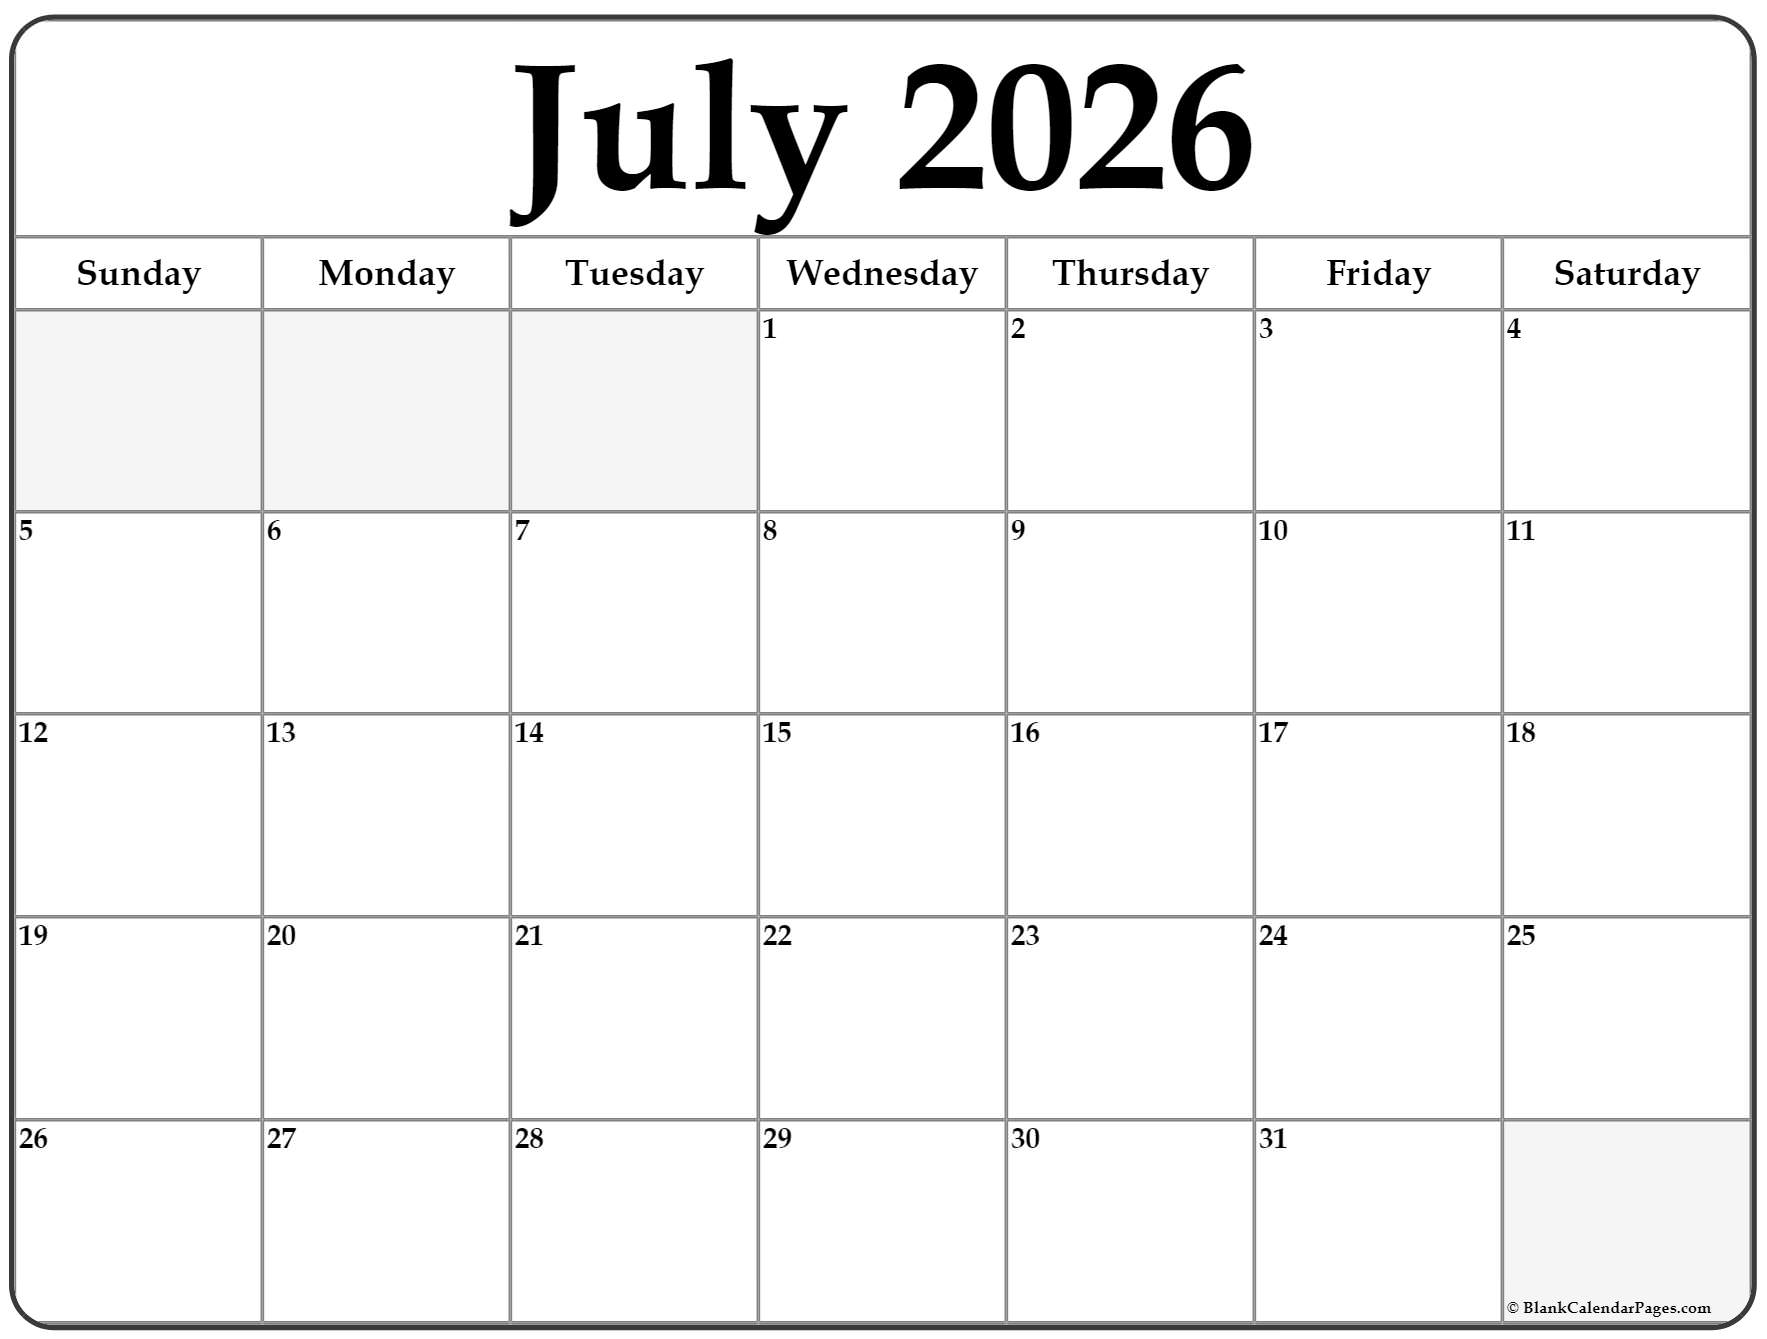 July 2026
Sunday Monday Tuesday Wednesday Thursday Friday Saturday
1 2 3 4
5 6 7 8 9 10 11
12 13 14 15 16 17 18
19 20 21 22 23 24 25
26 27 28 29 30 31
© BlankCalendarPages.com